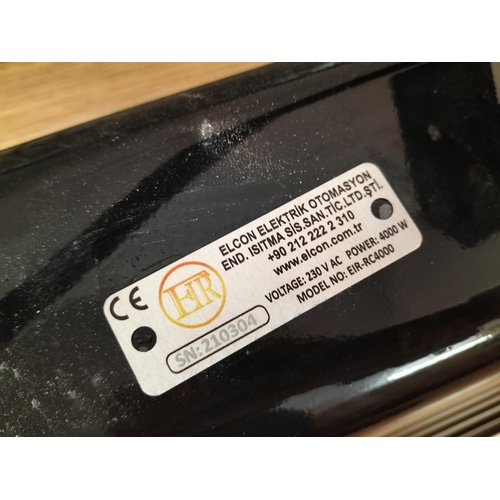 ELCON ELEKTRİK OTOMASYON
END. ISITMA SİS.SAN.TİC.LTD.ŞTİ.
+90 212 222 2 310
www.elcon.com.tr
VOLTAGE: 230 V AC POWER: 4000 W
MODEL NO: EIR-RC4000
CE
EIR
SN: 210304